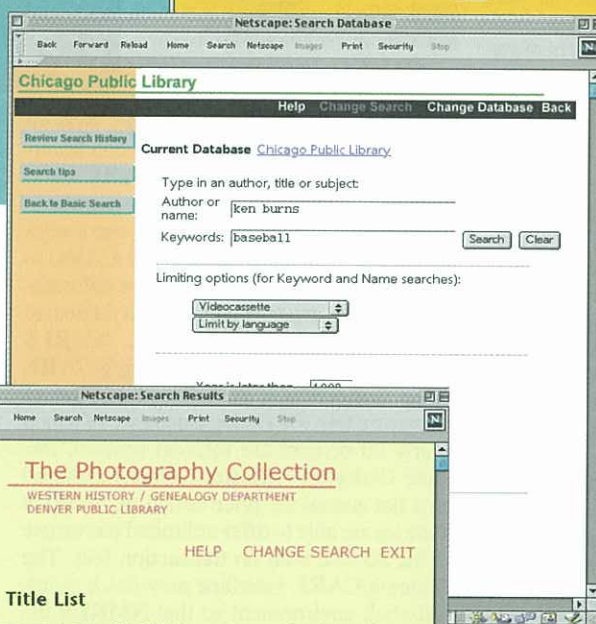 Netscape: Search Database
Back Forward Reload Home Search Netscape Images Print Security Stop
Chicago Public Library
Help Change Search Change Database Back
Review Search History
Current Database Chicago Public Library
Search tips
Type in an author, title or subject:
Back to Basic Search
Author or name: ken burns
Keywords: baseball Search Clear
Limiting options (for Keyword and Name searches):
Videocassette
Limit by language
Netscape: Search Results
Home Search Netscape Images Print Security Stop
The Photography Collection
WESTERN HISTORY / GENEALOGY DEPARTMENT
DENVER PUBLIC LIBRARY
HELP CHANGE SEARCH EXIT
Title List